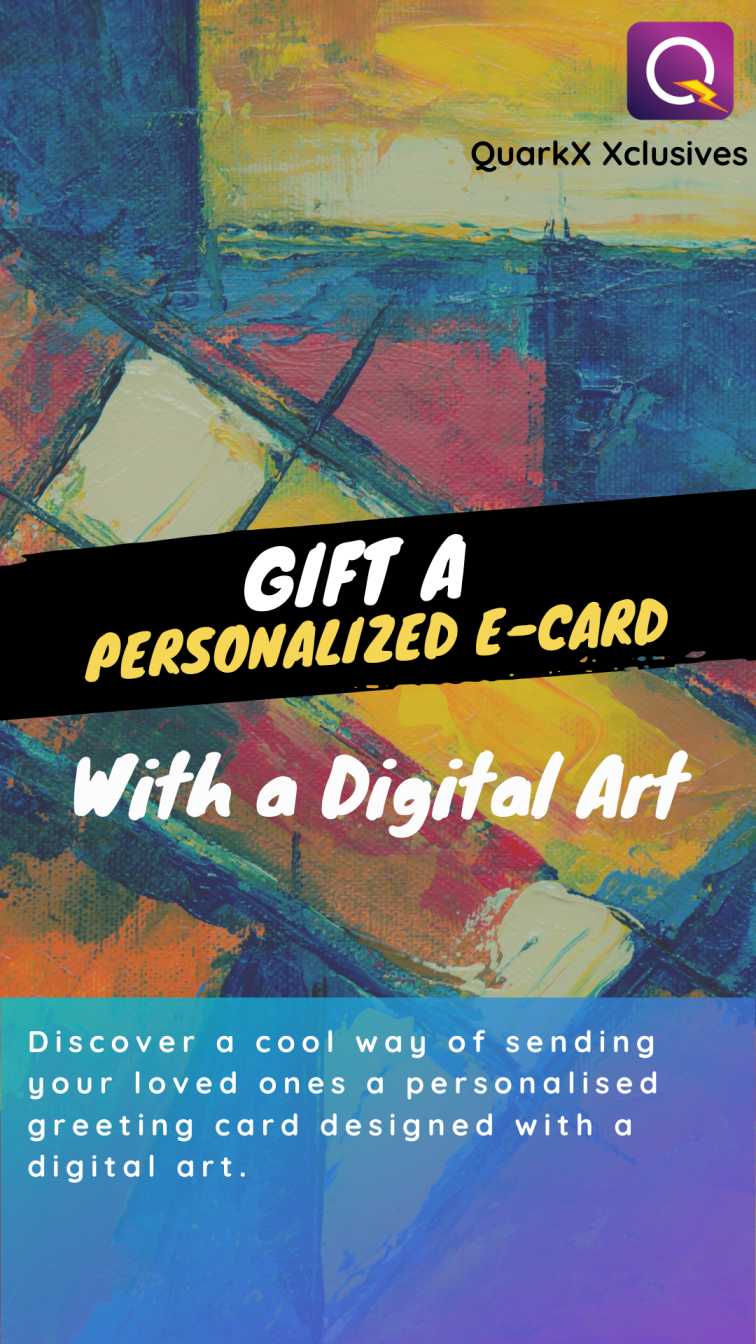 Q
QuarkX Xclusives
GIFT A
PERSONALIZED E-CARD
With a Digital Art
Discover a cool way of sending
your loved ones a personalised
greeting card designed with a
digital art.